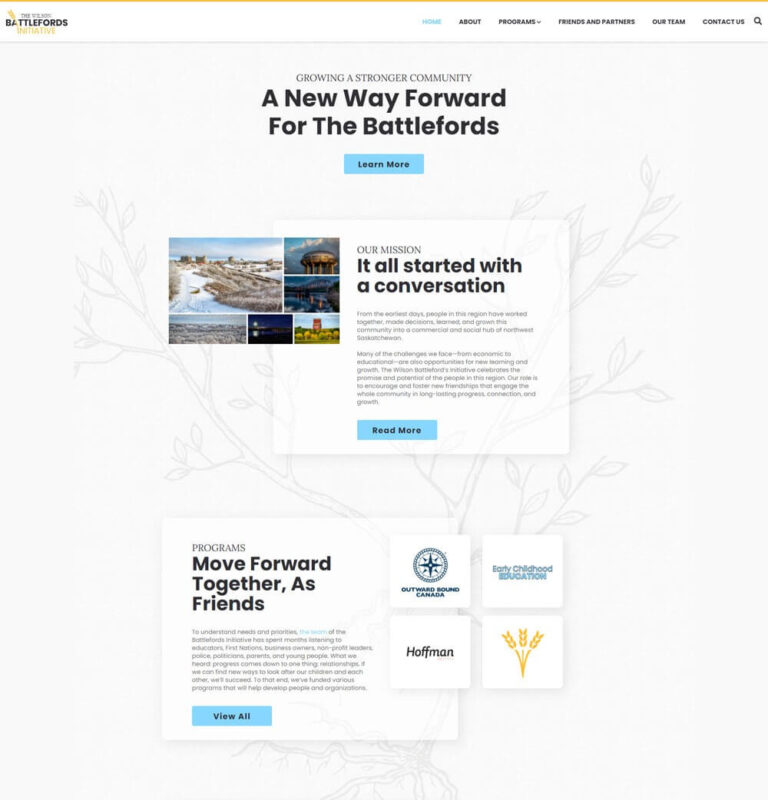 THE WILSON
BATTLEFORDS
INITIATIVE
HOME ABOUT PROGRAMS FRIENDS AND PARTNERS OUR TEAM CONTACT US
GROWING A STRONGER COMMUNITY
A New Way Forward
For The Battlefords
Learn More
OUR MISSION
It all started with
a conversation
From the earliest days, people in this region have worked
together, made decisions, learned, and grown this
community into a commercial and social hub of northwest
Saskatchewan.
Many of the challenges we face—from economic to
educational—are also opportunities for new learning and
growth. The Wilson Battleford's Initiative celebrates the
promise and potential of the people in this region. Our role is
to encourage and foster new friendships that engage the
whole community in long-lasting progress, connection, and
growth
Read More
PROGRAMS
Move Forward
Together, As
Friends
To understand needs and priorities, the team of the
Battlefords Initiative has spent months listening to
educators, First Nations, business owners, non-profit leaders,
police, politicians, parents, and young people. What we
heard: progress comes down to one thing: relationships. If
we can find new ways to look after our children and each
other, we'll succeed. To that end, we've funded various
programs that will help develop people and organizations.
View All
OUTWARD BOUND
CANADA
Early Childhood
EDUCATION
Hoffman